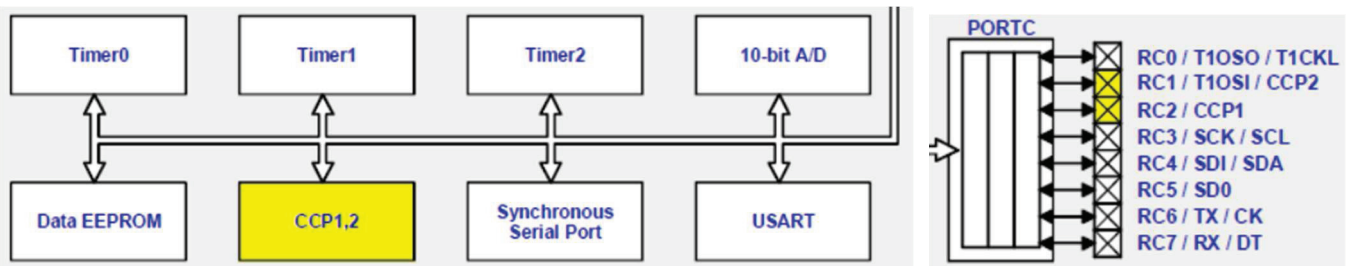 Timer0
Timer1
Timer2
10-bit A/D
Data EEPROM
CCP1,2
Synchronous
Serial Port
USART
PORTC
RC0 / T1OSO / T1CKL
RC1 / T1OSI / CCP2
RC2 / CCP1
RC3 / SCK / SCL
RC4 / SDI / SDA
RC5 / SD0
RC6 / TX / CK
RC7 / RX / DT